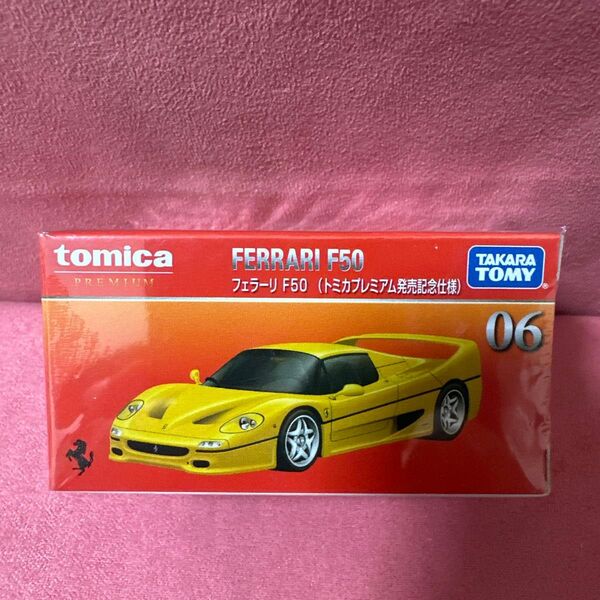 tomica
PREMIUM
FERRARI F50
フェラーリ F50 (トミカプレミアム発売記念仕様)
TAKARA
TOMY
06